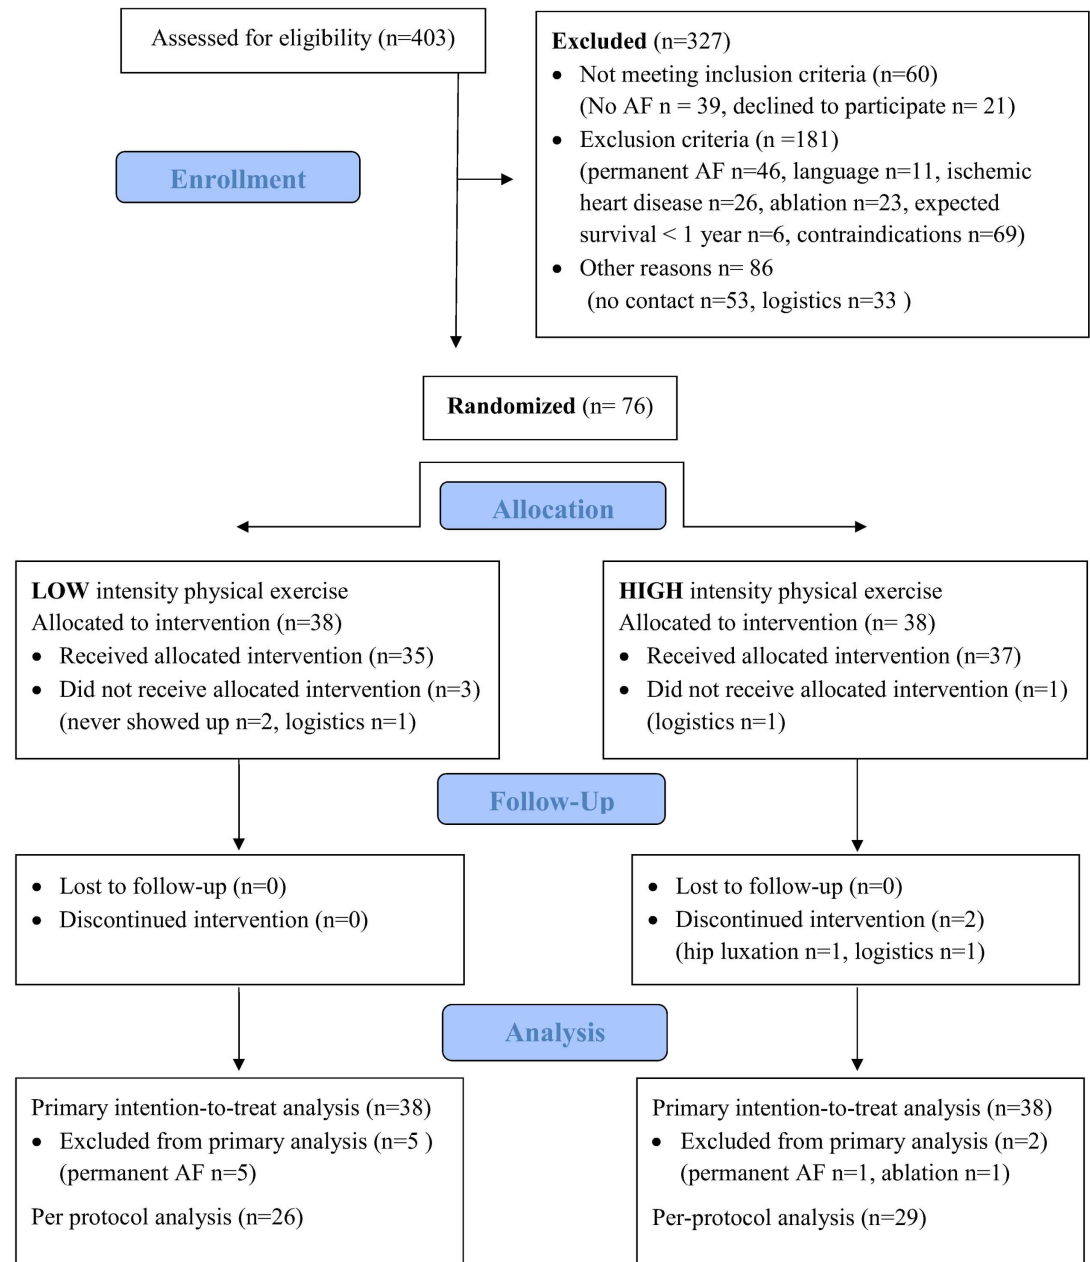 Assessed for eligibility (n=403)
Excluded (n=327)
• Not meeting inclusion criteria (n=60)
(No AF n = 39, declined to participate n= 21)
• Exclusion criteria (n =181)
(permanent AF n=46, language n=11, ischemic
heart disease n=26, ablation n=23, expected
survival < 1 year n=6, contraindications n=69)
• Other reasons n= 86
(no contact n=53, logistics n=33 )
Enrollment
Randomized (n= 76)
Allocation
LOW intensity physical exercise
Allocated to intervention (n=38)
• Received allocated intervention (n=35)
• Did not receive allocated intervention (n=3)
(never showed up n=2, logistics n=1)
HIGH intensity physical exercise
Allocated to intervention (n= 38)
• Received allocated intervention (n=37)
• Did not receive allocated intervention (n=1)
(logistics n=1)
Follow-Up
• Lost to follow-up (n=0)
• Discontinued intervention (n=0)
• Lost to follow-up (n=0)
• Discontinued intervention (n=2)
(hip luxation n=1, logistics n=1)
Analysis
Primary intention-to-treat analysis (n=38)
• Excluded from primary analysis (n=5 )
(permanent AF n=5)
Per protocol analysis (n=26)
Primary intention-to-treat analysis (n=38)
• Excluded from primary analysis (n=2)
(permanent AF n=1, ablation n=1)
Per-protocol analysis (n=29)